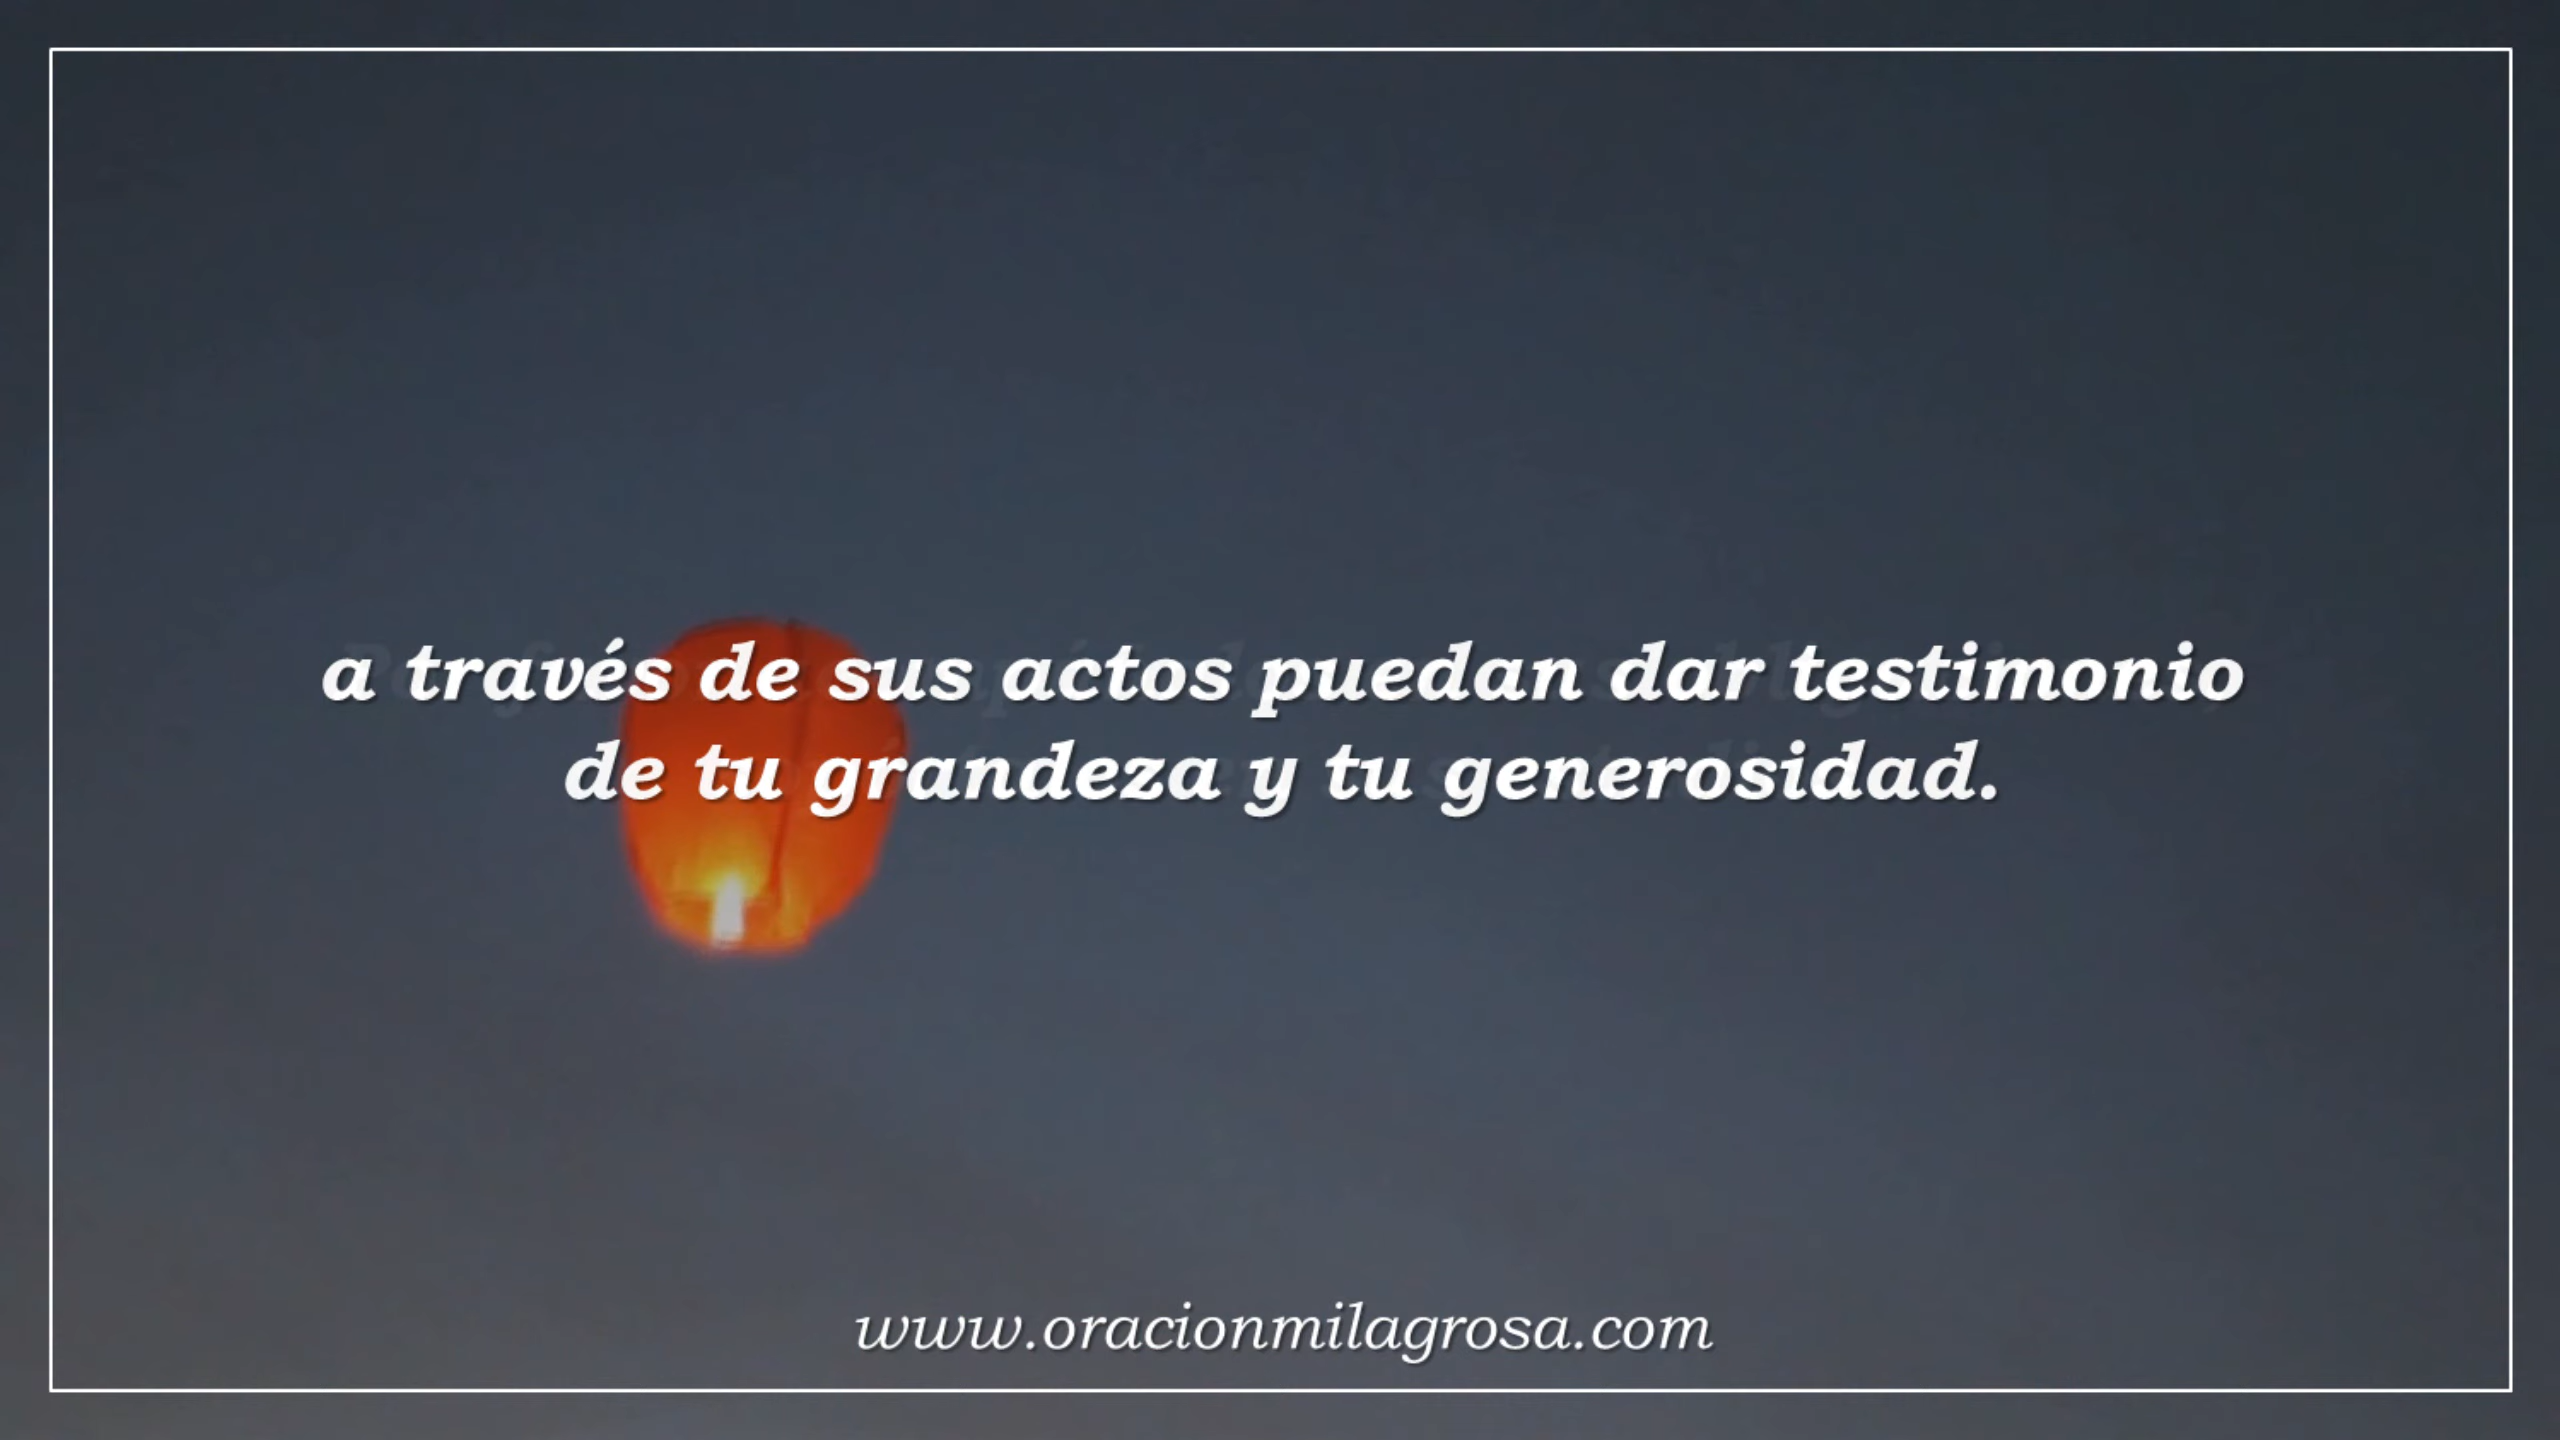 a través de sus actos puedan dar testimonio
de tu grandeza y tu generosidad.
www.oracionmilagrosa.com